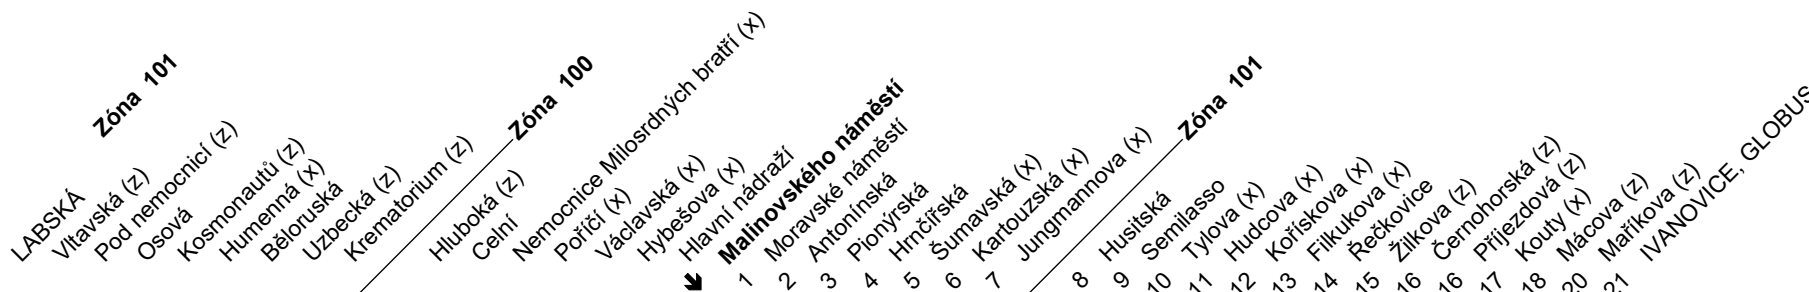 Zóna 101
LABSKÁ
Vltavská (z)
Pod nemocnicí (z)
Osová
Kosmonautů (z)
Humenná (x)
Běloruská
Uzbecká (z)
Krematorium (z)
Zóna 100
Hluboká (z)
Celní
Nemocnice Milosrdných bratří (x)
Poříčí (x)
Václavská (x)
Hybešova (x)
Hlavní nádraží
Malinovského náměstí
1 Moravské náměstí
2 Antonínská
3 Pionýrská
4 Hrnčířská
5 Šumavská (x)
6 Kartouzská (x)
7 Jungmannova (x)
Zóna 101
8 Husitská
9 Semilasso
10 Tylova (x)
11 Hudcova (x)
12 Kořískova (x)
13 Filkukova (x)
14 Řečkovice
15 Žilkova (z)
16 Černohorská (z)
16 Příjezdová (z)
17 Kouty (x)
18 Mácova (z)
20 Maříkova (z)
21 IVANOVICE, GLOBUS